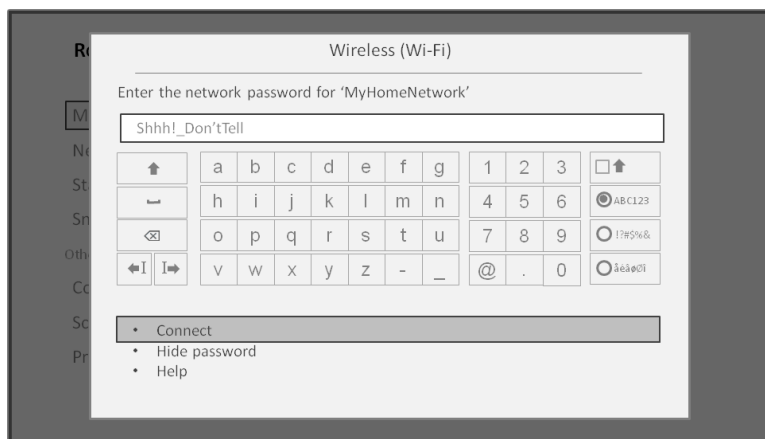 Wireless (Wi-Fi)
Enter the network password for ‘MyHomeNetwork’
Shhh!_Don’tTell
a b c d e f g 1 2 3
h i j k l m n 4 5 6 ABC123
o p q r s t u 7 8 9 !?#$%&
v w x y z - _ @ . 0
• Connect
• Hide password
• Help